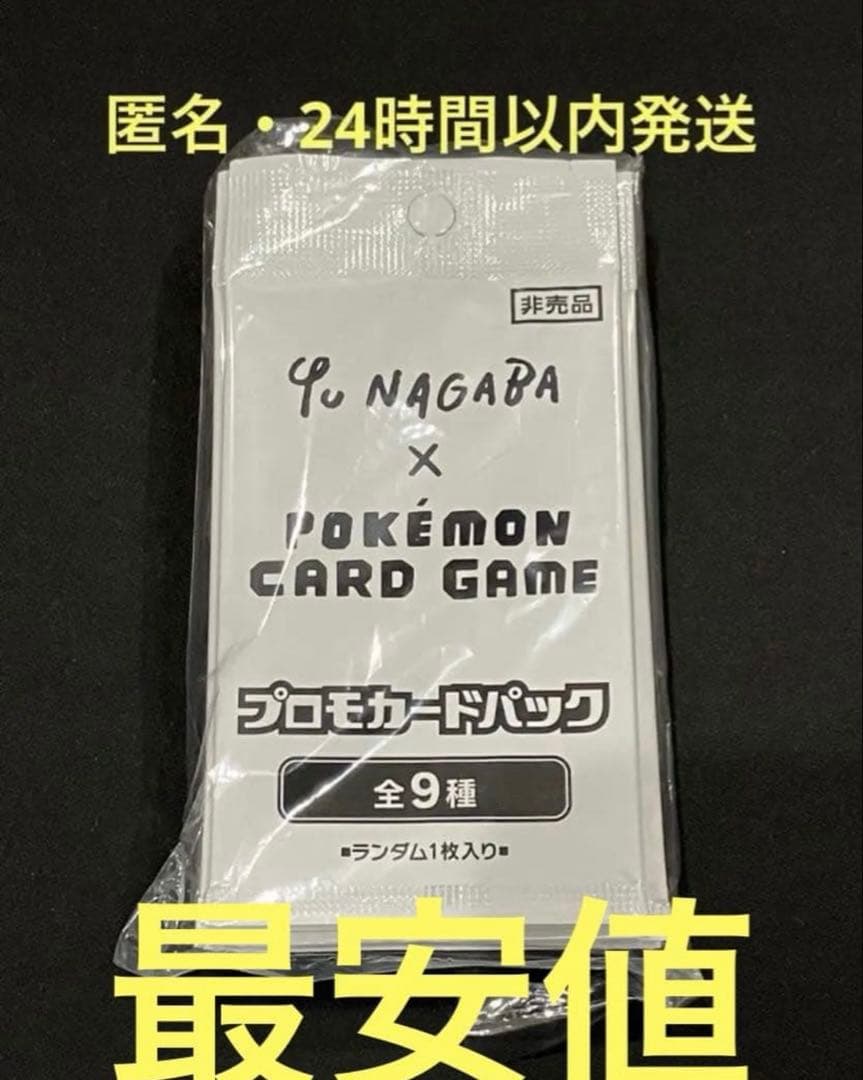 匿名・24時間以内発送
非売品
Yu NAGABA
×
POKÉMON
CARD GAME
プロモカードパック
全9種
■ランダム1枚入り■
最安値